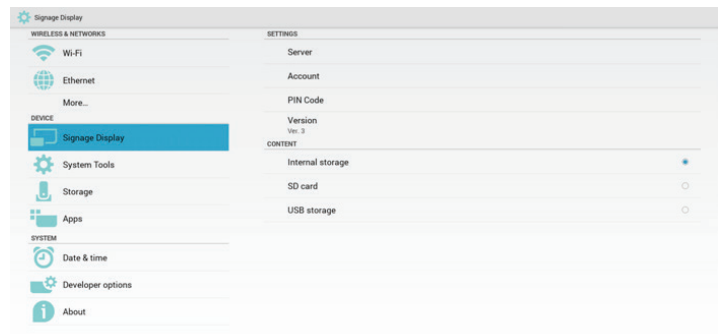 Signage Display
WIRELESS & NETWORKS
Wi-Fi
Ethernet
More...
DEVICE
Signage Display
System Tools
Storage
Apps
SYSTEM
Date & time
Developer options
About
SETTINGS
Server
Account
PIN Code
Version
Ver. 3
CONTENT
Internal storage
SD card
USB storage